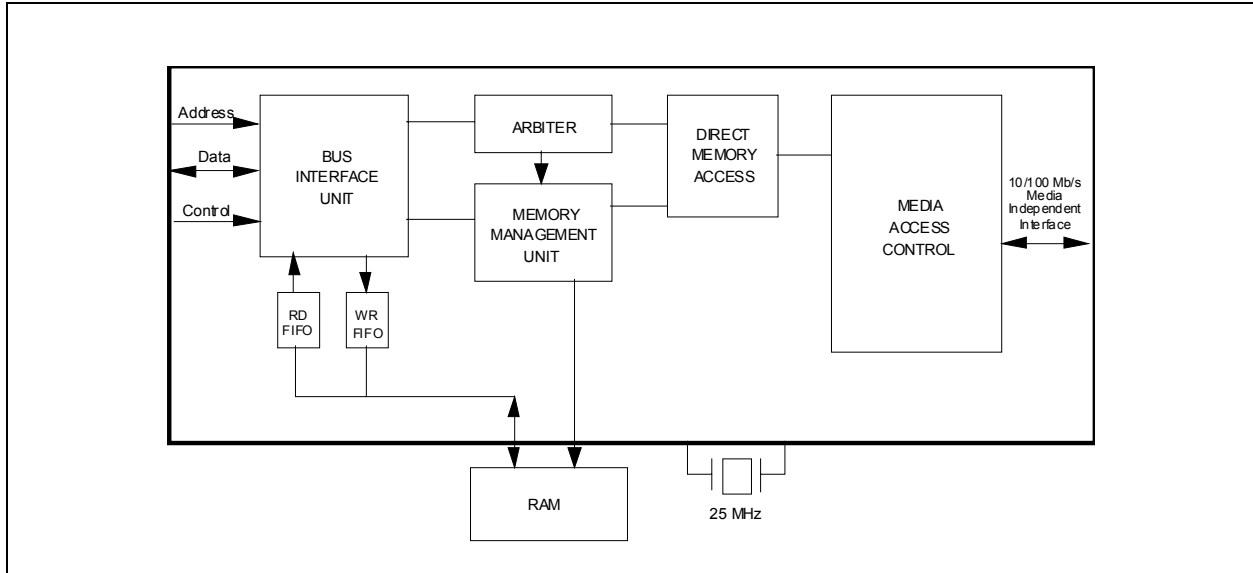 Address
Data
Control
BUS
INTERFACE
UNIT
RD
FIFO
WR
FIFO
ARBITER
MEMORY
MANAGEMENT
UNIT
DIRECT
MEMORY
ACCESS
MEDIA
ACCESS
CONTROL
10/100 Mb/s
Media
Independent
Interface
RAM
25 MHz